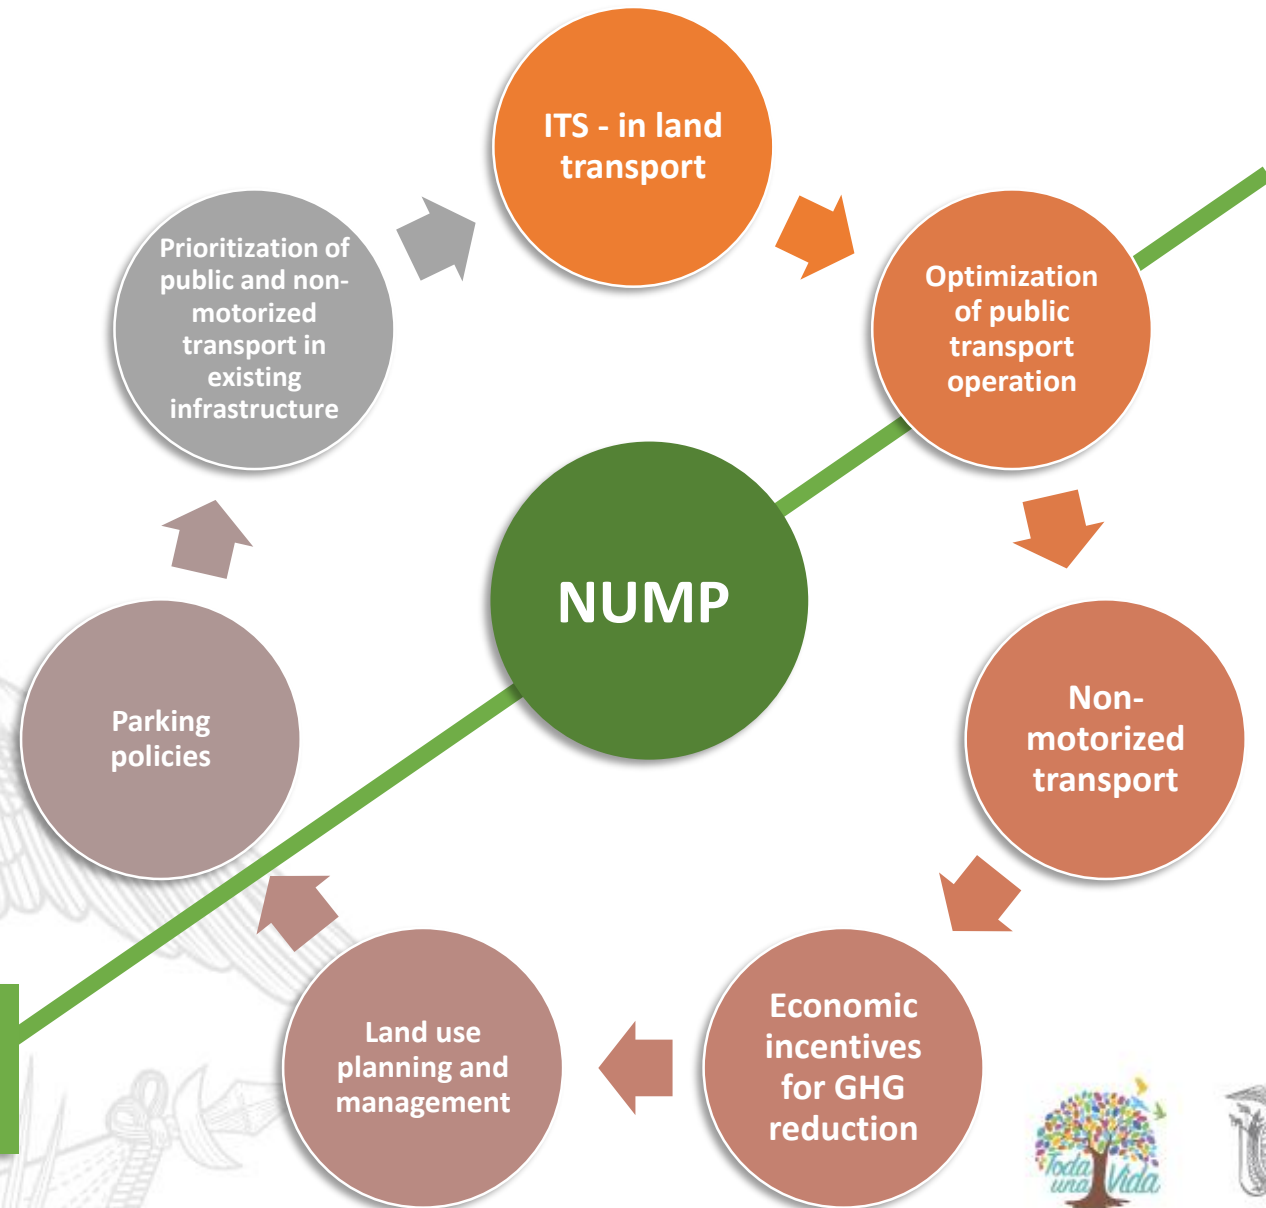 ITS - in land
transport
Optimization
of public
transport
operation
Non-
motorized
transport
Economic
incentives
for GHG
reduction
Land use
planning and
management
Parking
policies
Prioritization of
public and non-
motorized
transport in
existing
infrastructure
NUMP
Toda
una Vida